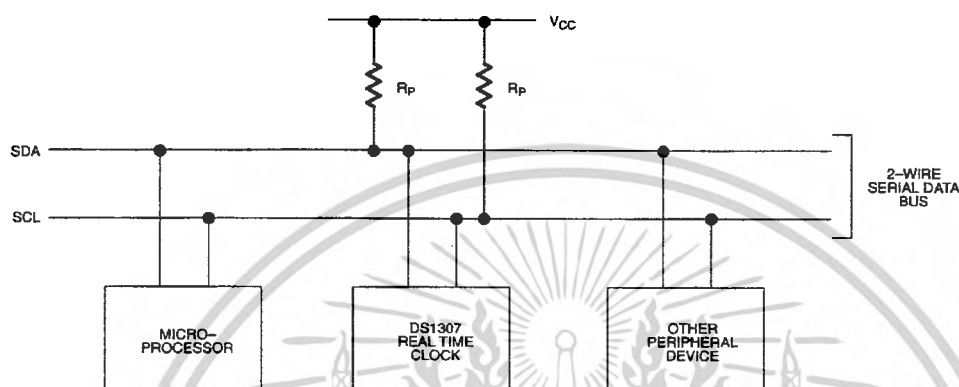 VCC
RP
RP
SDA
2–WIRE
SERIAL DATA
BUS
SCL
MICRO–
PROCESSOR
DS1307
REAL TIME
CLOCK
OTHER
PERIPHERAL
DEVICE